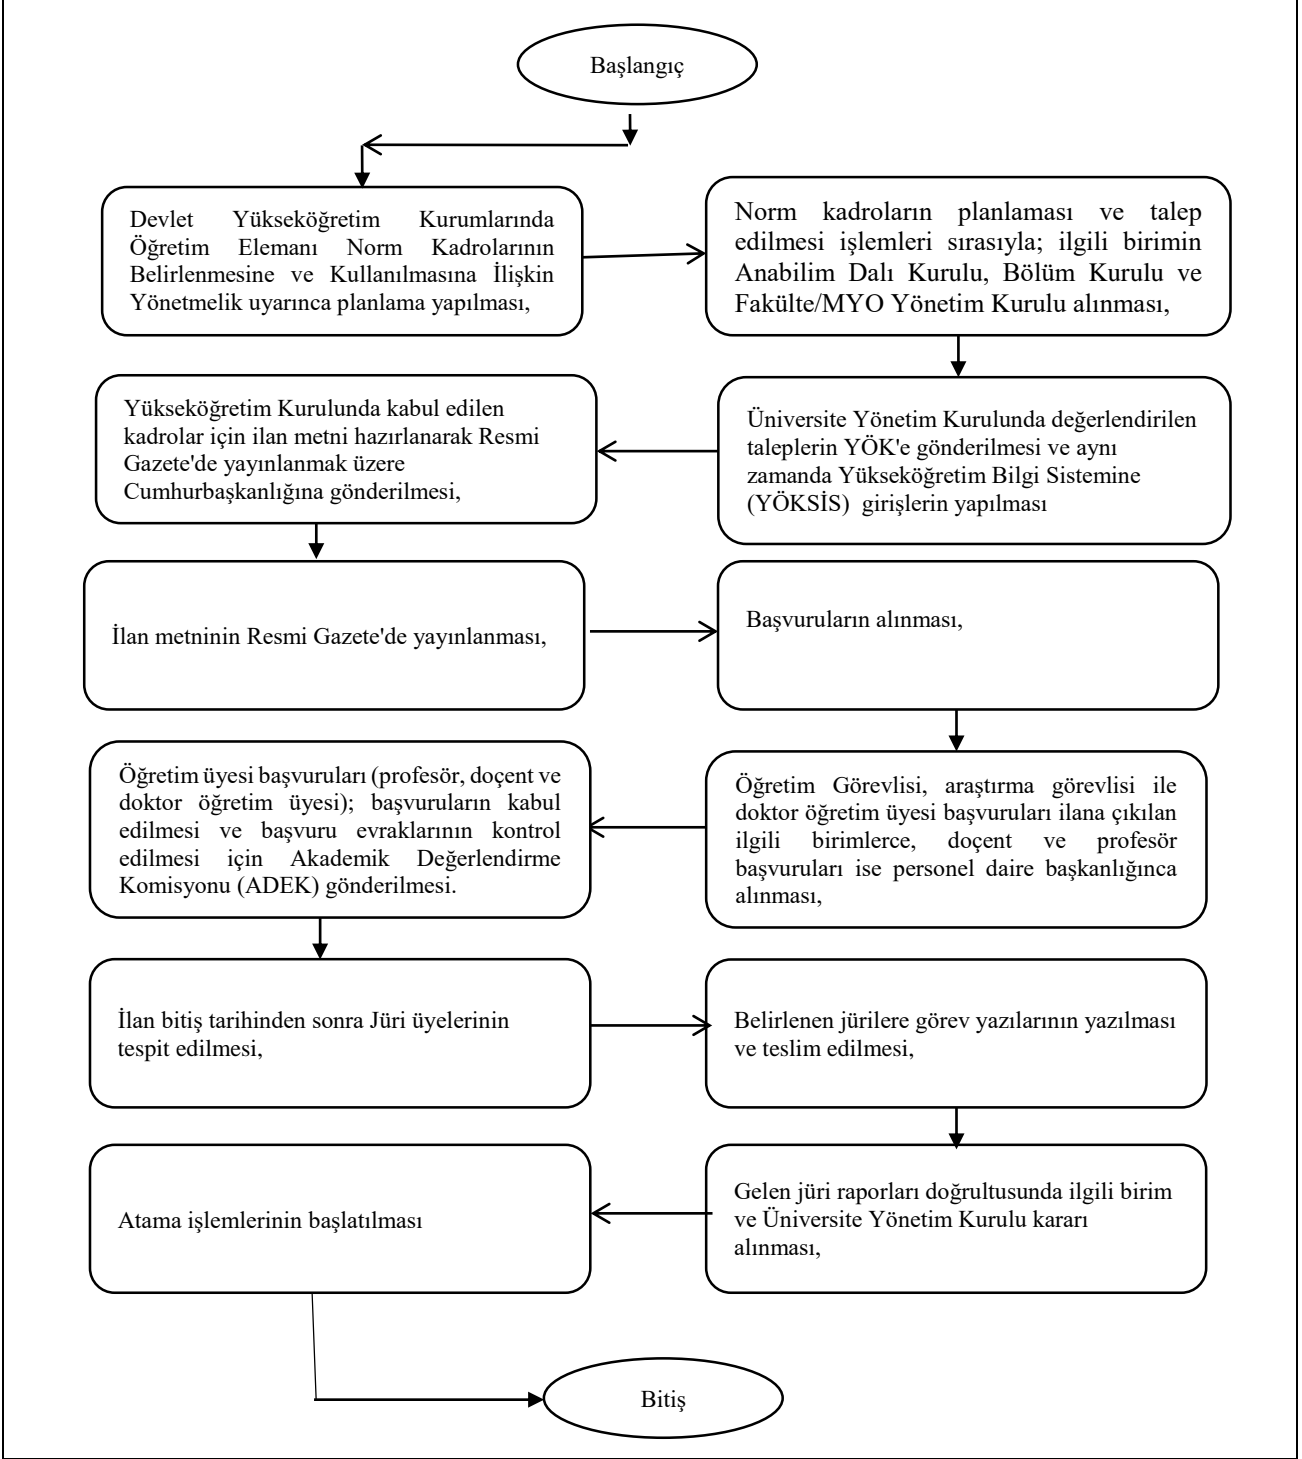 Başlangıç
Devlet Yükseköğretim Kurumlarında
Öğretim Elemanı Norm Kadrolarının
Belirlenmesine ve Kullanılmasına İlişkin
Yönetmelik uyarınca planlama yapılması,
Norm kadroların planlaması ve talep
edilmesi işlemleri sırasıyla; ilgili birimin
Anabilim Dalı Kurulu, Bölüm Kurulu ve
Fakülte/MYO Yönetim Kurulu alınması,
Üniversite Yönetim Kurulunda değerlendirilen
taleplerin YÖK'e gönderilmesi ve aynı
zamanda Yükseköğretim Bilgi Sistemine
(YÖKSİS) girişlerin yapılması
Yükseköğretim Kurulunda kabul edilen
kadrolar için ilan metni hazırlanarak Resmi
Gazete'de yayınlanmak üzere
Cumhurbaşkanlığına gönderilmesi,
İlan metninin Resmi Gazete'de yayınlanması,
Başvuruların alınması,
Öğretim Görevlisi, araştırma görevlisi ile
doktor öğretim üyesi başvuruları ilana çıkılan
ilgili birimlerce, doçent ve profesör
başvuruları ise personel daire başkanlığınca
alınması,
Öğretim üyesi başvuruları (profesör, doçent ve
doktor öğretim üyesi); başvuruların kabul
edilmesi ve başvuru evraklarının kontrol
edilmesi için Akademik Değerlendirme
Komisyonu (ADEK) gönderilmesi.
İlan bitiş tarihinden sonra Jüri üyelerinin
tespit edilmesi,
Belirlenen jürilere görev yazılarının yazılması
ve teslim edilmesi,
Gelen jüri raporları doğrultusunda ilgili birim
ve Üniversite Yönetim Kurulu kararı
alınması,
Atama işlemlerinin başlatılması
Bitiş